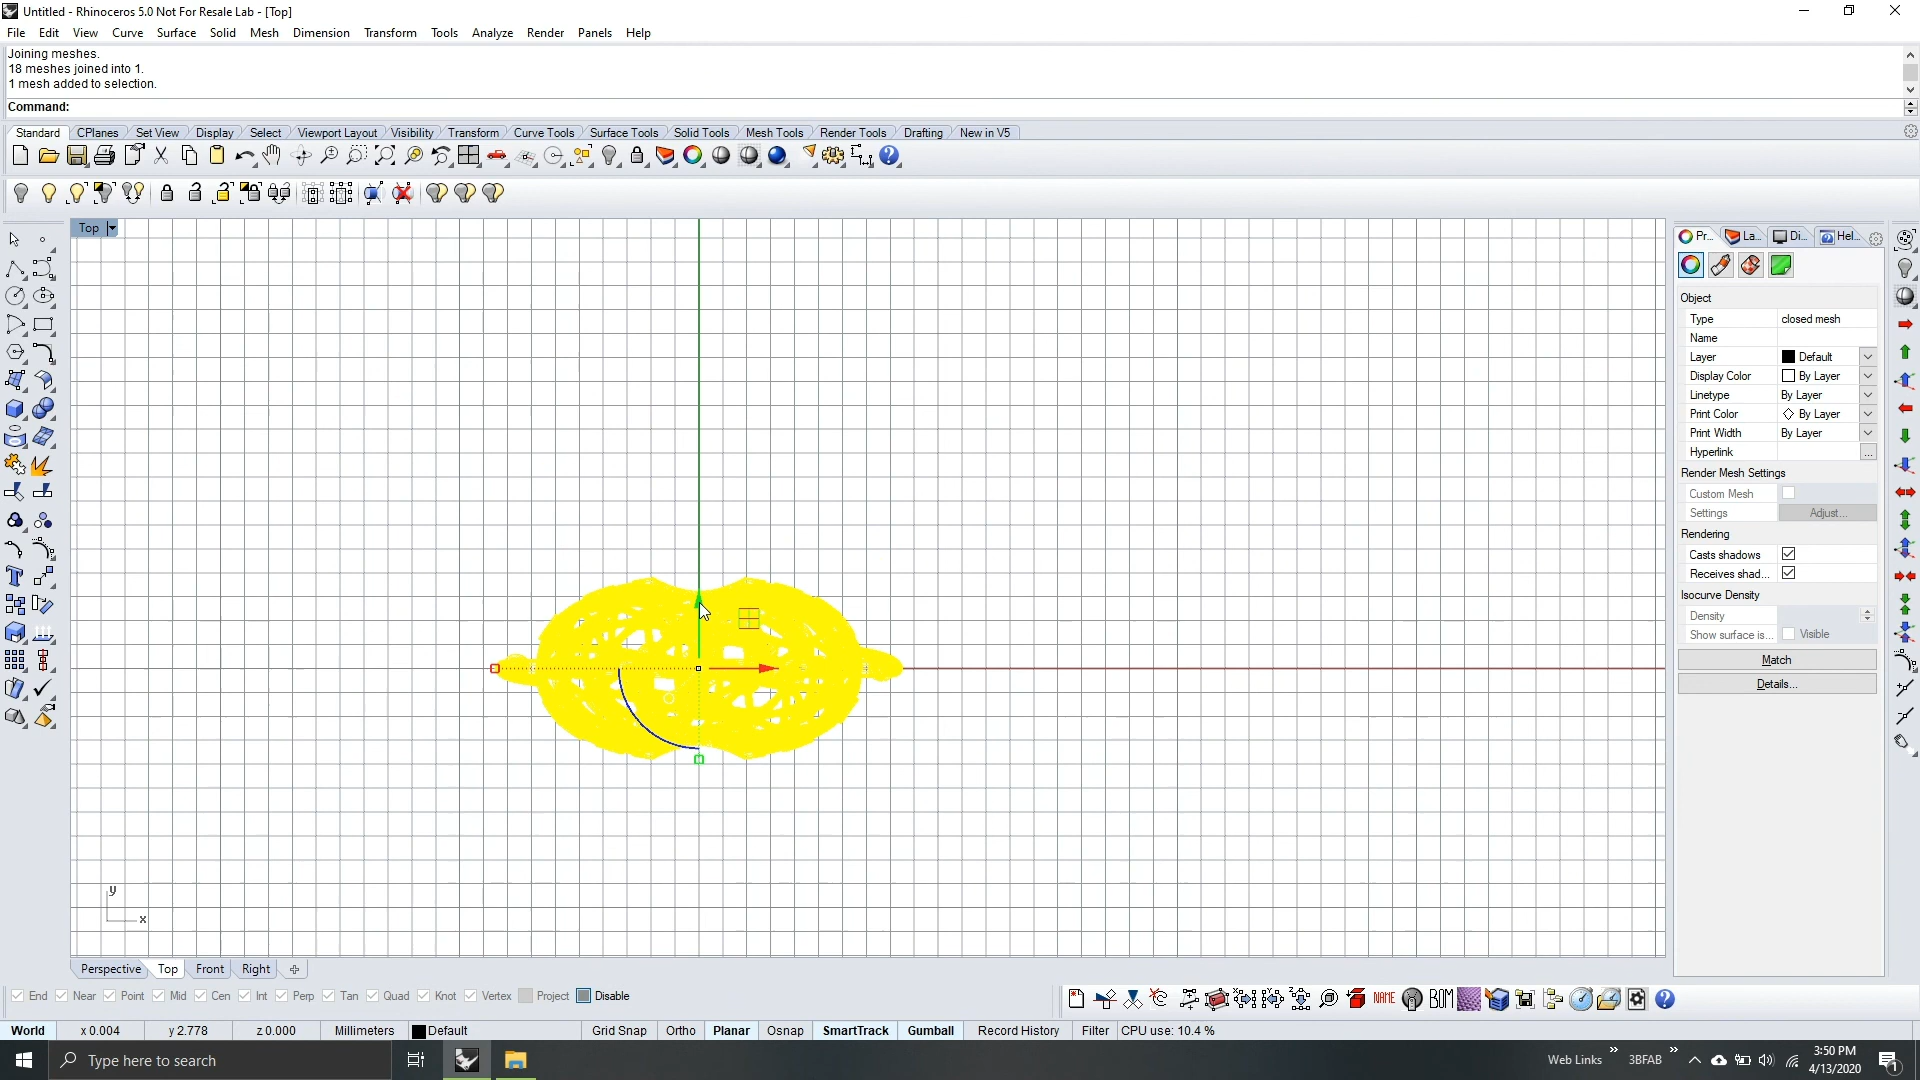 Untitled - Rhinoceros 5.0 Not For Resale Lab - [Top]
File Edit View Curve Surface Solid Mesh Dimension Transform Tools Analyze Render Panels Help
Joining meshes.
18 meshes joined into 1.
1 mesh added to selection.
Command:
Standard CPlanes Set View Display Select Viewport Layout Visibility Transform Curve Tools Surface Tools Solid Tools Mesh Tools Render Tools Drafting New in V5
Top
Pr... La... Di... Hel...
Object
Type closed mesh
Name
Layer Default
Display Color By Layer
Linetype By Layer
Print Color By Layer
Print Width By Layer
Hyperlink ...
Render Mesh Settings
Custom Mesh
Settings Adjust...
Rendering
Casts shadows
Receives shad...
Isocurve Density
Density
Show surface is... Visible
Match
Details...
y
x
Perspective Top Front Right
End Near Point Mid Cen Int Perp Tan Quad Knot Vertex Project Disable
NAME BOM
World x 0.004 y 2.778 z 0.000 Millimeters Default Grid Snap Ortho Planar Osnap SmartTrack Gumball Record History Filter CPU use: 10.4 %
Type here to search
Web Links » 3BFAB »
3:50 PM
4/13/2020
1